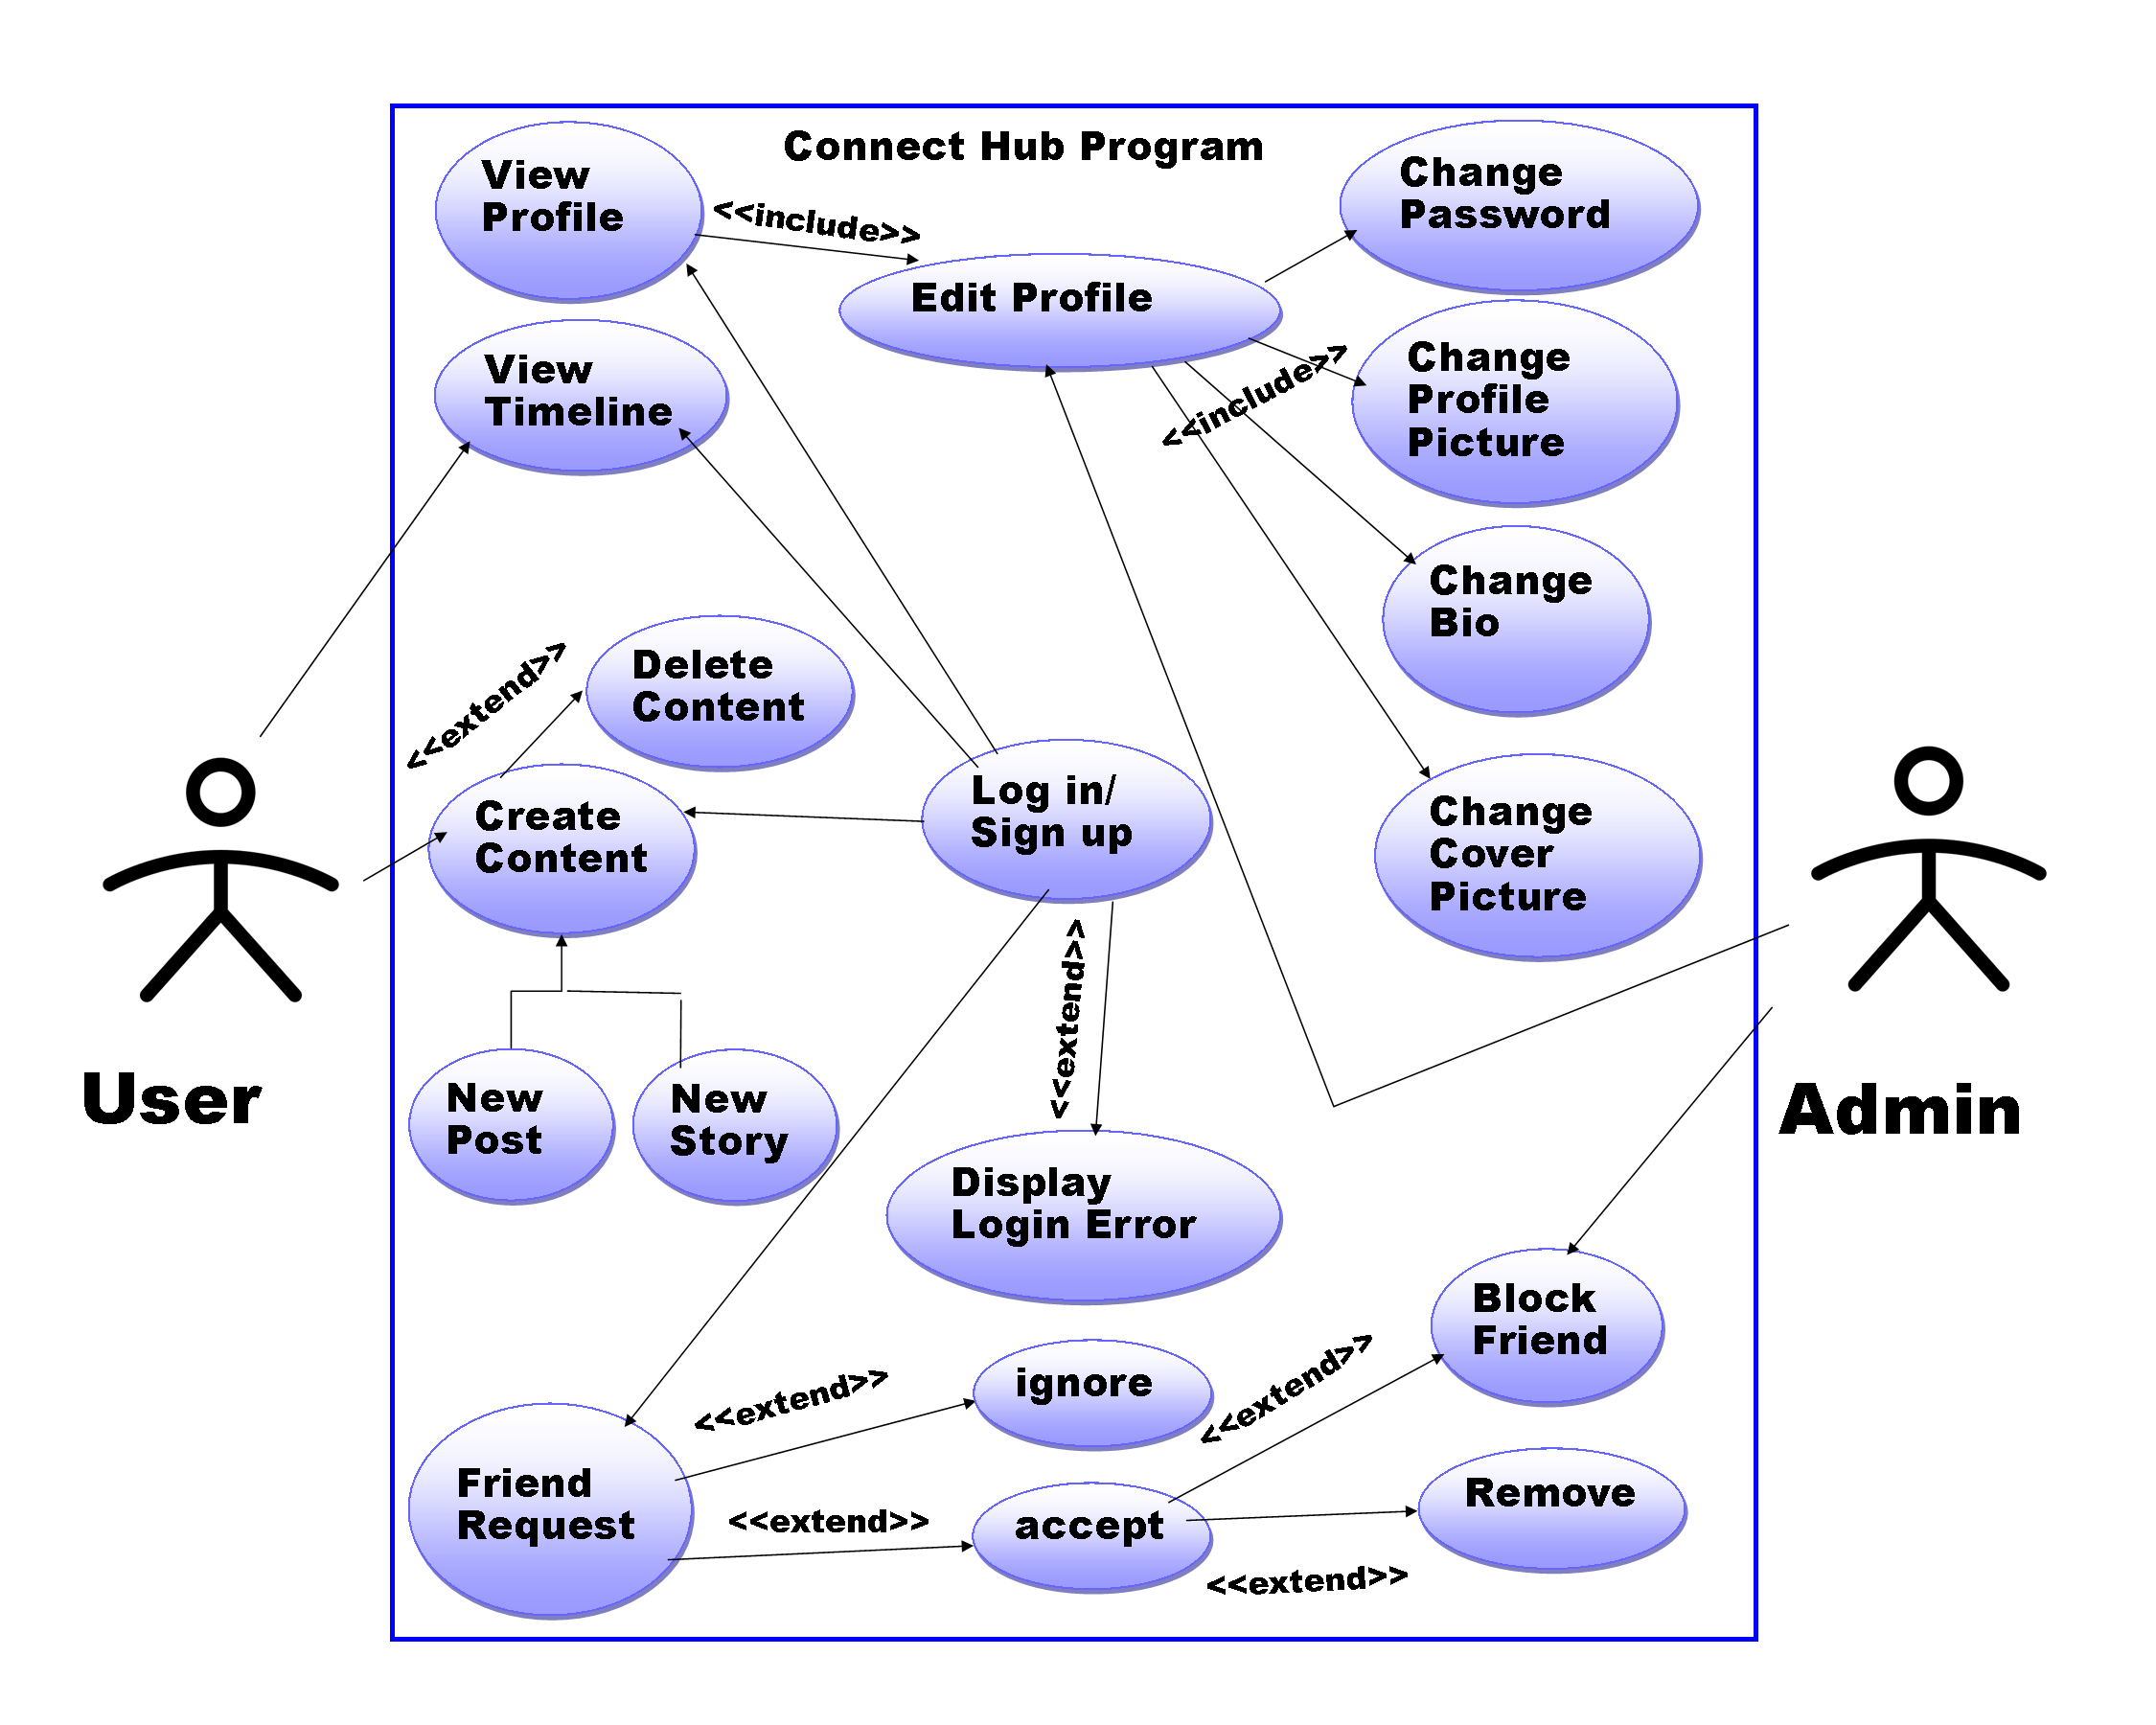 Connect Hub Program
View
Profile
<<include>>
Edit Profile
Change
Password
View
Timeline
<<include>>
Change
Profile
Picture
Change
Bio
<<extend>>
Delete
Content
Create
Content
Log in/
Sign up
Change
Cover
Picture
<<extend>>
User
New
Post
New
Story
Admin
Display
Login Error
Block
Friend
<<extend>>
ignore
<<extend>>
Friend
Request
<<extend>>
accept
Remove
<<extend>>